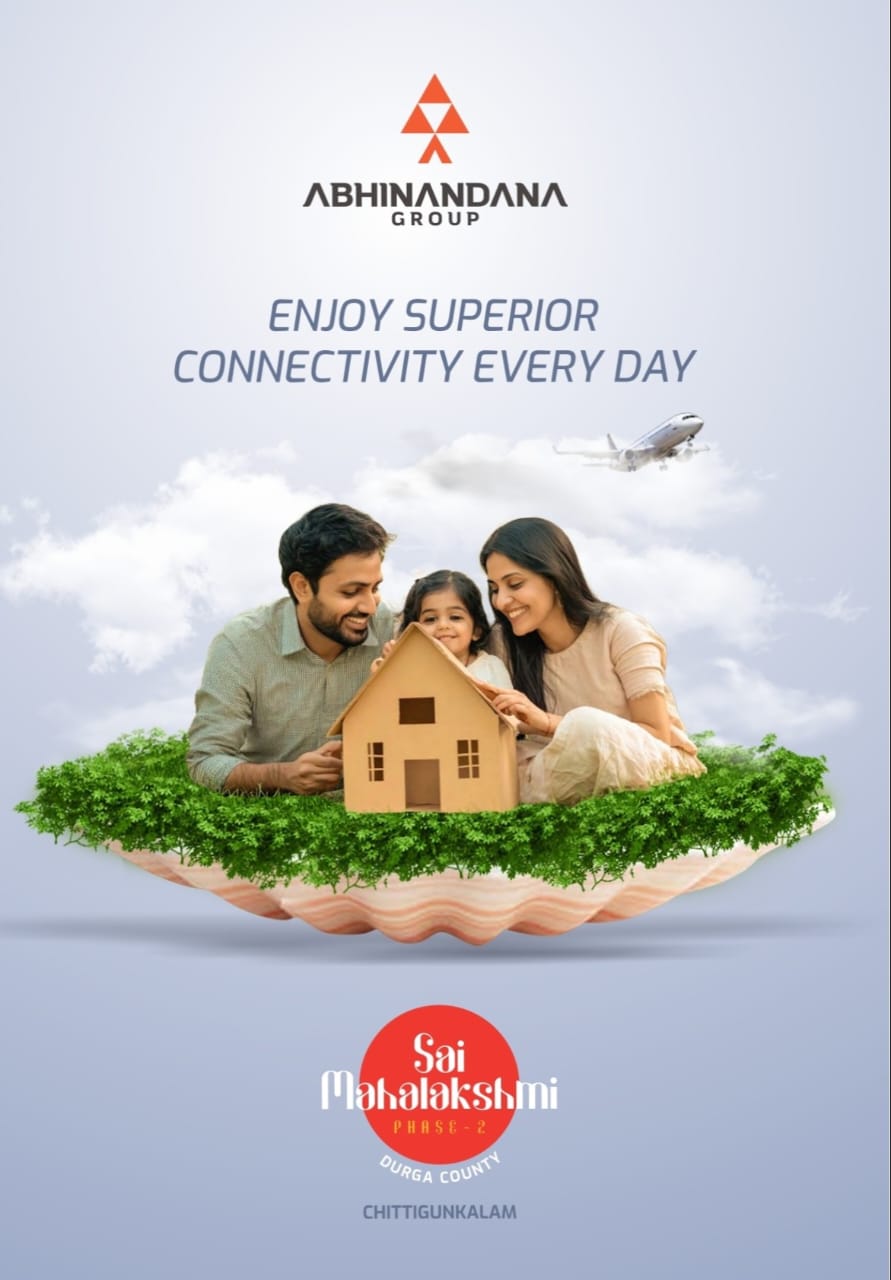 ABHINANDANA
GROUP
ENJOY SUPERIOR
CONNECTIVITY EVERY DAY
Sai
Mahalakshmi
PHASE-2
DURGA COUNTY
CHITTIGUNKALAM